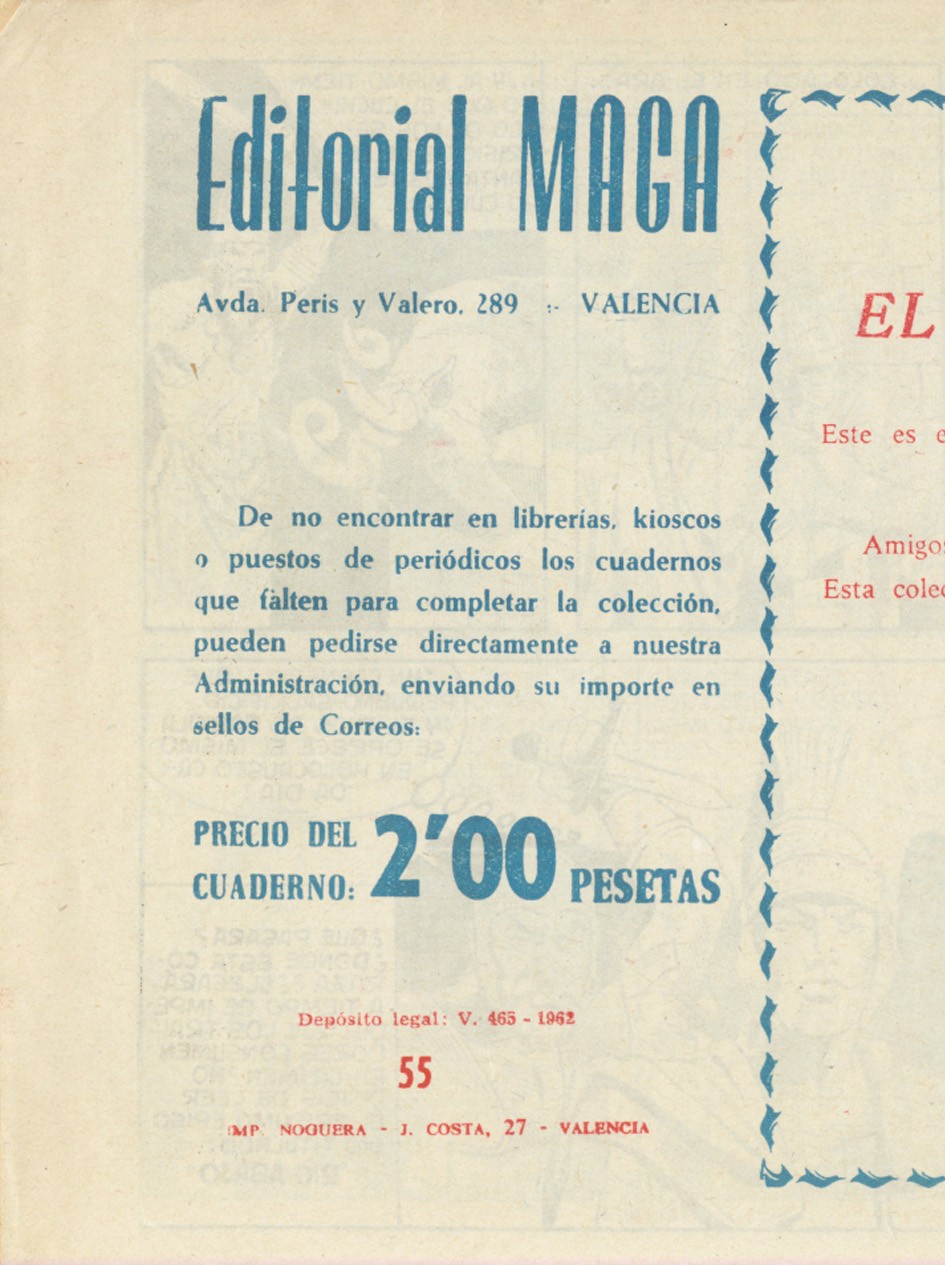 Editorial MAGA
Avda. Peris y Valero, 289 :- VALENCIA
De no encontrar en librerías, kioscos
o puestos de periódicos los cuadernos
que falten para completar la colección,
pueden pedirse directamente a nuestra
Administración, enviando su importe en
sellos de Correos:
PRECIO DEL
CUADERNO: 2'00 PESETAS
Depósito legal: V. 465 - 1962
55
IMP. NOGUERA - J. COSTA, 27 - VALENCIA
EL
Este es
Amigos
Esta